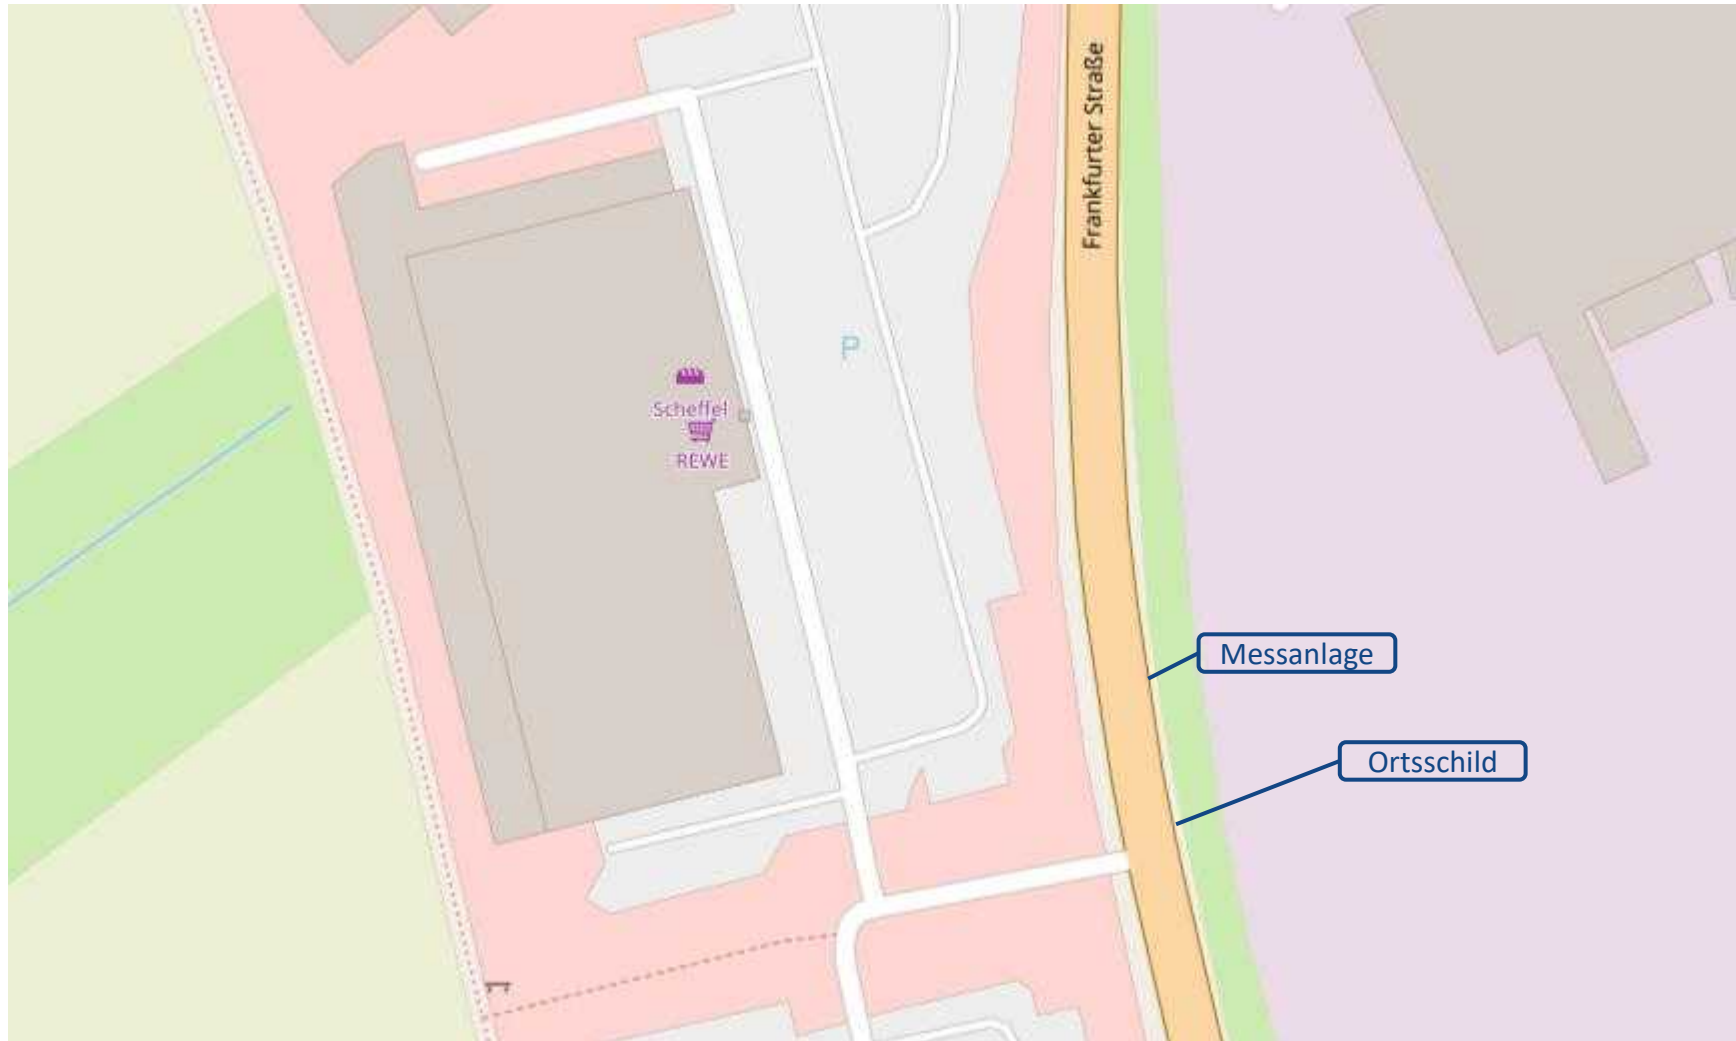 Frankfurter Straße
P
Scheffel
REWE
Messanlage
Ortsschild